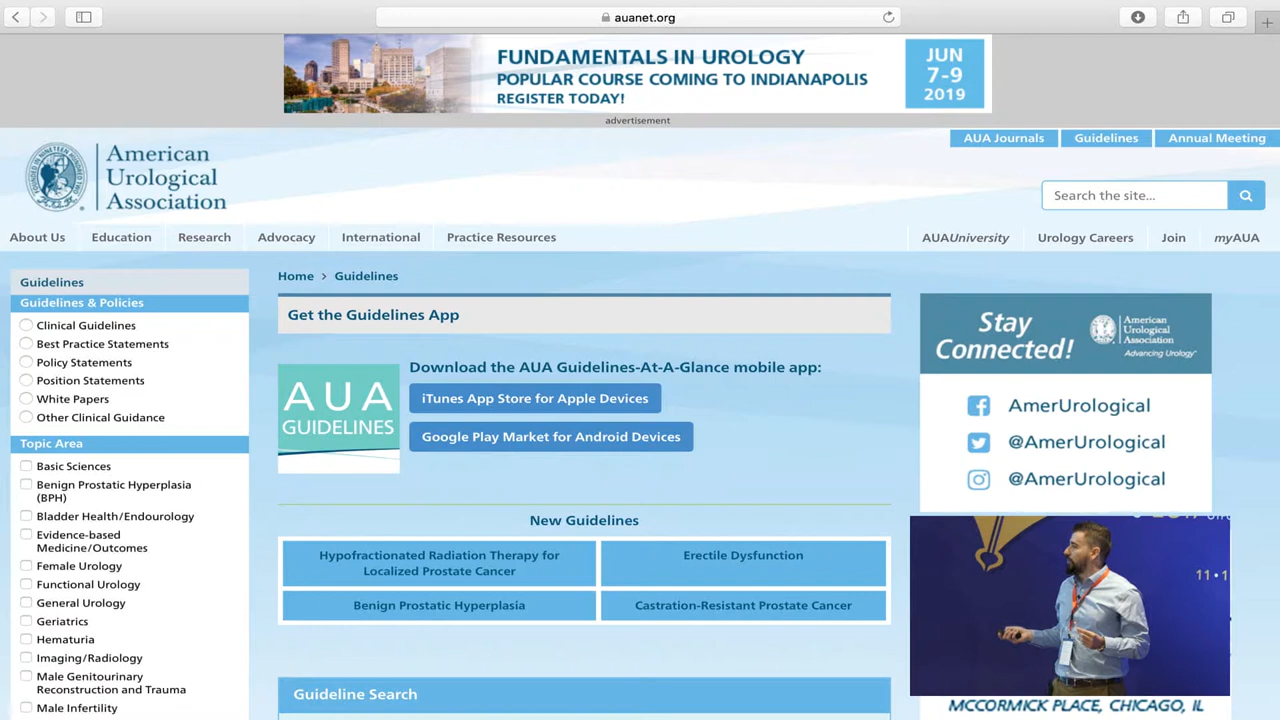 auanet.org
FUNDAMENTALS IN UROLOGY
POPULAR COURSE COMING TO INDIANAPOLIS
REGISTER TODAY!
JUN
7-9
2019
advertisement
AUA Journals
Guidelines
Annual Meeting
American
Urological
Association
Search the site...
About Us
Education
Research
Advocacy
International
Practice Resources
AUAUniversity
Urology Careers
Join
myAUA
Guidelines
Guidelines & Policies
Clinical Guidelines
Best Practice Statements
Policy Statements
Position Statements
White Papers
Other Clinical Guidance
Topic Area
Basic Sciences
Benign Prostatic Hyperplasia
(BPH)
Bladder Health/Endourology
Evidence-based
Medicine/Outcomes
Female Urology
Functional Urology
General Urology
Geriatrics
Hematuria
Imaging/Radiology
Male Genitourinary
Reconstruction and Trauma
Male Infertility
Home > Guidelines
Get the Guidelines App
AUA
GUIDELINES
Download the AUA Guidelines-At-A-Glance mobile app:
iTunes App Store for Apple Devices
Google Play Market for Android Devices
New Guidelines
Hypofractionated Radiation Therapy for
Localized Prostate Cancer
Erectile Dysfunction
Benign Prostatic Hyperplasia
Castration-Resistant Prostate Cancer
Guideline Search
Stay
Connected!
American
Urological
Association
Advancing Urology
AmerUrological
@AmerUrological
@AmerUrological
11•1
MCCORMICK PLACE, CHICAGO, IL